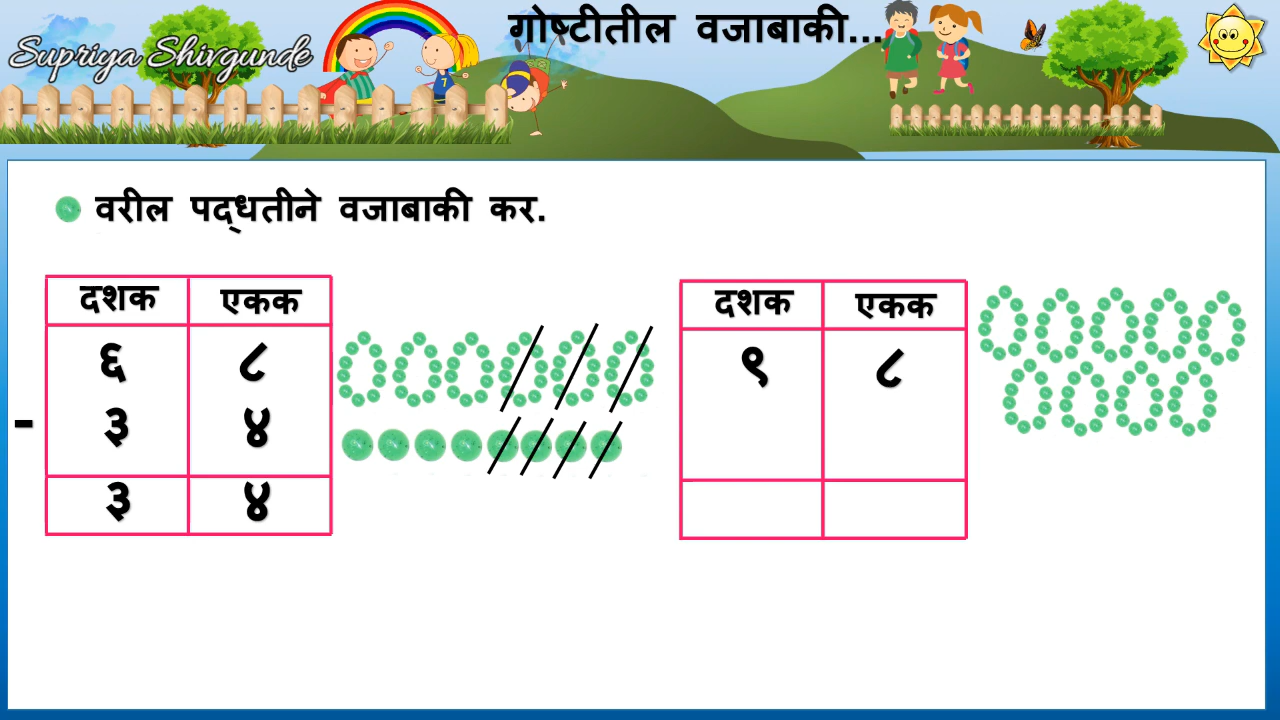 गोष्टीतील वजाबाकी...
Supriya Shirgunde
वरील पद्धतीने वजाबाकी कर.
दशक एकक
६ ८
- ३ ४
३ ४
दशक एकक
९ ८